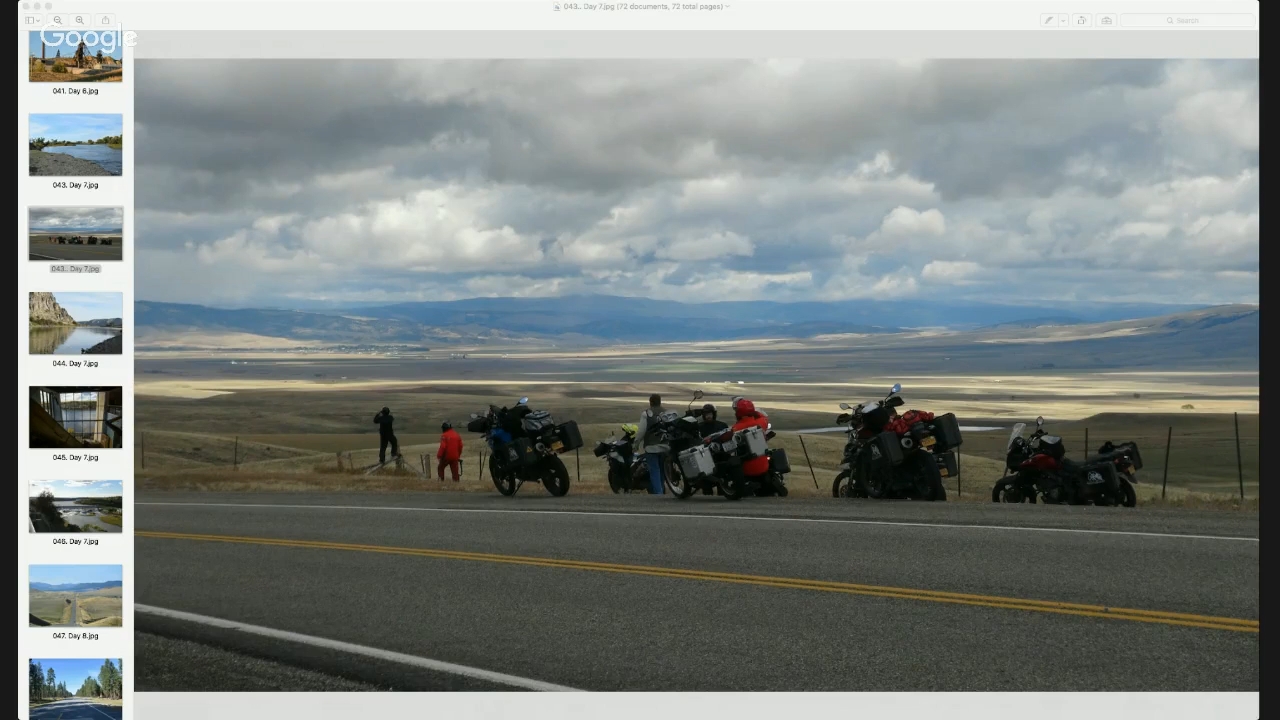 043.. Day 7.jpg (72 documents, 72 total pages)
Search
Google
041. Day 6.jpg
043. Day 7.jpg
043.. Day 7.jpg
044. Day 7.jpg
045. Day 7.jpg
046. Day 7.jpg
047. Day 8.jpg